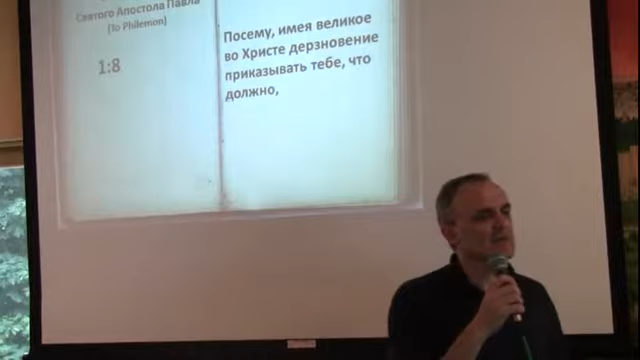 Святого Апостола Павла
(To Philemon)
1:8
Посему, имея великое
во Христе дерзновение
приказывать тебе, что
должно,